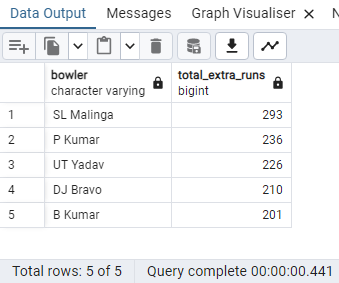 Data Output Messages Graph Visualiser
bowler total_extra_runs
character varying bigint
1 SL Malinga 293
2 P Kumar 236
3 UT Yadav 226
4 DJ Bravo 210
5 B Kumar 201
Total rows: 5 of 5 Query complete 00:00:00.441